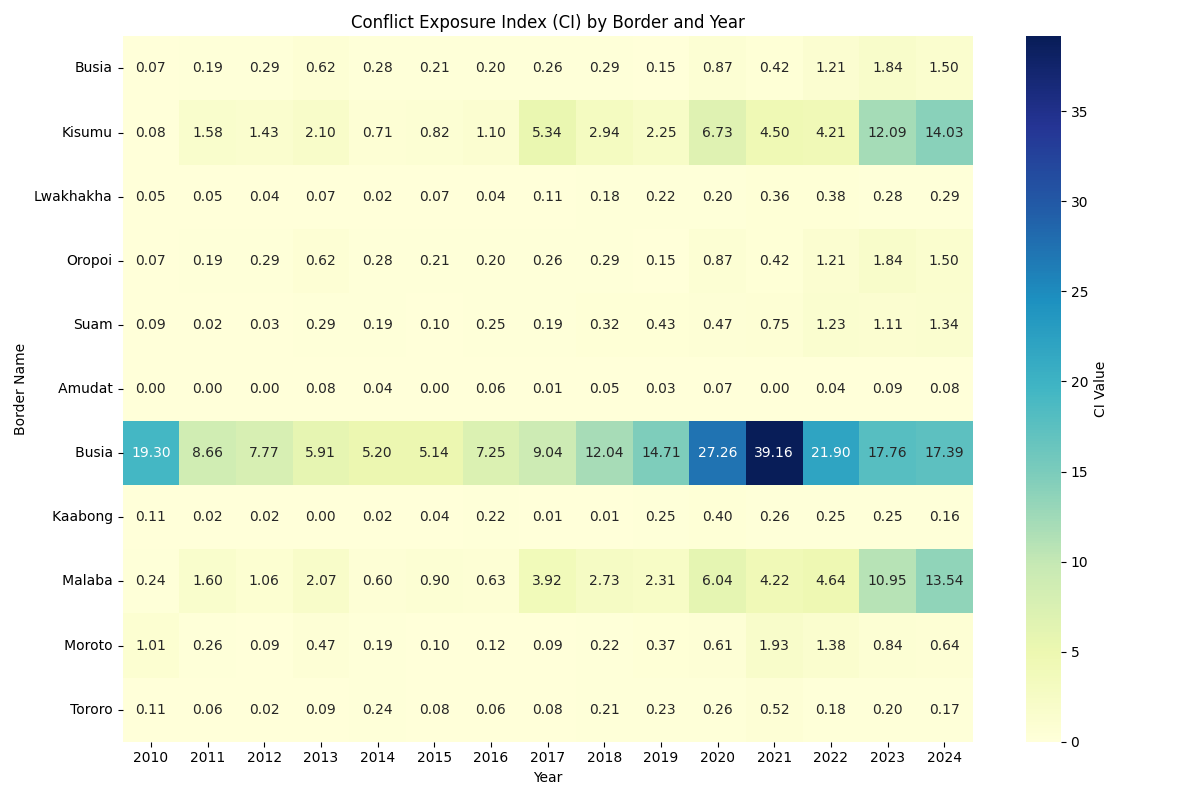 Conflict Exposure Index (CI) by Border and Year
Border Name
Busia 0.07 0.19 0.29 0.62 0.28 0.21 0.20 0.26 0.29 0.15 0.87 0.42 1.21 1.84 1.50
Kisumu 0.08 1.58 1.43 2.10 0.71 0.82 1.10 5.34 2.94 2.25 6.73 4.50 4.21 12.09 14.03
Lwakhakha 0.05 0.05 0.04 0.07 0.02 0.07 0.04 0.11 0.18 0.22 0.20 0.36 0.38 0.28 0.29
Oropoi 0.07 0.19 0.29 0.62 0.28 0.21 0.20 0.26 0.29 0.15 0.87 0.42 1.21 1.84 1.50
Suam 0.09 0.02 0.03 0.29 0.19 0.10 0.25 0.19 0.32 0.43 0.47 0.75 1.23 1.11 1.34
Amudat 0.00 0.00 0.00 0.08 0.04 0.00 0.06 0.01 0.05 0.03 0.07 0.00 0.04 0.09 0.08
Busia 19.30 8.66 7.77 5.91 5.20 5.14 7.25 9.04 12.04 14.71 27.26 39.16 21.90 17.76 17.39
Kaabong 0.11 0.02 0.02 0.00 0.02 0.04 0.22 0.01 0.01 0.25 0.40 0.26 0.25 0.25 0.16
Malaba 0.24 1.60 1.06 2.07 0.60 0.90 0.63 3.92 2.73 2.31 6.04 4.22 4.64 10.95 13.54
Moroto 1.01 0.26 0.09 0.47 0.19 0.10 0.12 0.09 0.22 0.37 0.61 1.93 1.38 0.84 0.64
Tororo 0.11 0.06 0.02 0.09 0.24 0.08 0.06 0.08 0.21 0.23 0.26 0.52 0.18 0.20 0.17
2010 2011 2012 2013 2014 2015 2016 2017 2018 2019 2020 2021 2022 2023 2024
Year
35
30
25
20
15
10
5
0
CI Value